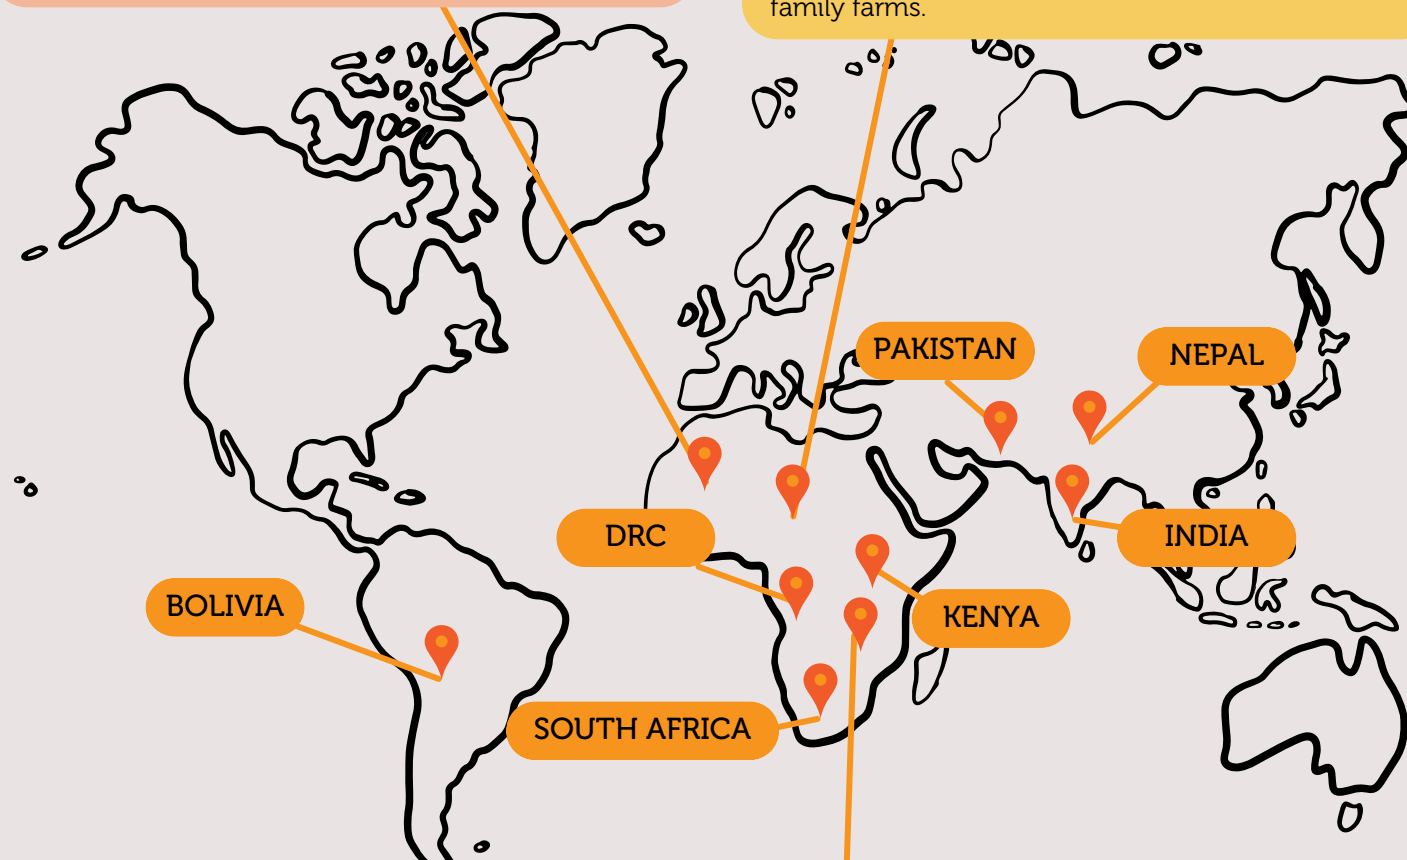 family farms.
PAKISTAN
NEPAL
DRC
INDIA
BOLIVIA
KENYA
SOUTH AFRICA